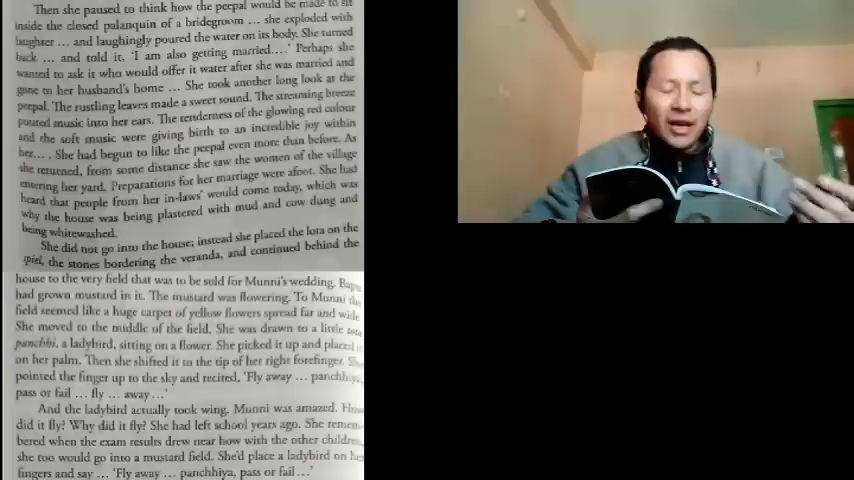 Then she paused to think how the peepal would be made to sit
inside the closed palanquin of a bridegroom … she exploded with
laughter … and laughingly poured the water on its body. She turned
back … and told it, 'I am also getting married….' Perhaps she
wanted to ask it who would offer it water after she was married and
gone to her husband's home … She took another long look at the
peepal. The rustling leaves made a sweet sound. The streaming breeze
poured music into her ears. The tenderness of the glowing red colour
and the soft music were giving birth to an incredible joy within
her…. She had begun to like the peepal even more than before. As
she returned, from some distance she saw the women of the village
entering her yard. Preparations for her marriage were afoot. She had
heard that people from her in-laws' would come today, which was
why the house was being plastered with mud and cow dung and
being whitewashed.
She did not go into the house; instead she placed the lota on the
spiel, the stones bordering the veranda, and continued behind the
house to the very field that was to be sold for Munni's wedding. Bapu
had grown mustard in it. The mustard was flowering. To Munni the
field seemed like a huge carpet of yellow flowers spread far and wide
She moved to the middle of the field. She was drawn to a little
panchhi, a ladybird, sitting on a flower. She picked it up and placed
on her palm. Then she shifted it to the tip of her right forefinger. She
pointed the finger up to the sky and recited, 'Fly away … panchhiya,
pass or fail … fly … away…'
And the ladybird actually took wing. Munni was amazed. How
did it fly? Why did it fly? She had left school years ago. She remem-
bered when the exam results drew near how with the other children,
she too would go into a mustard field. She'd place a ladybird on her
fingers and say … 'Fly away … panchhiya, pass or fail …'